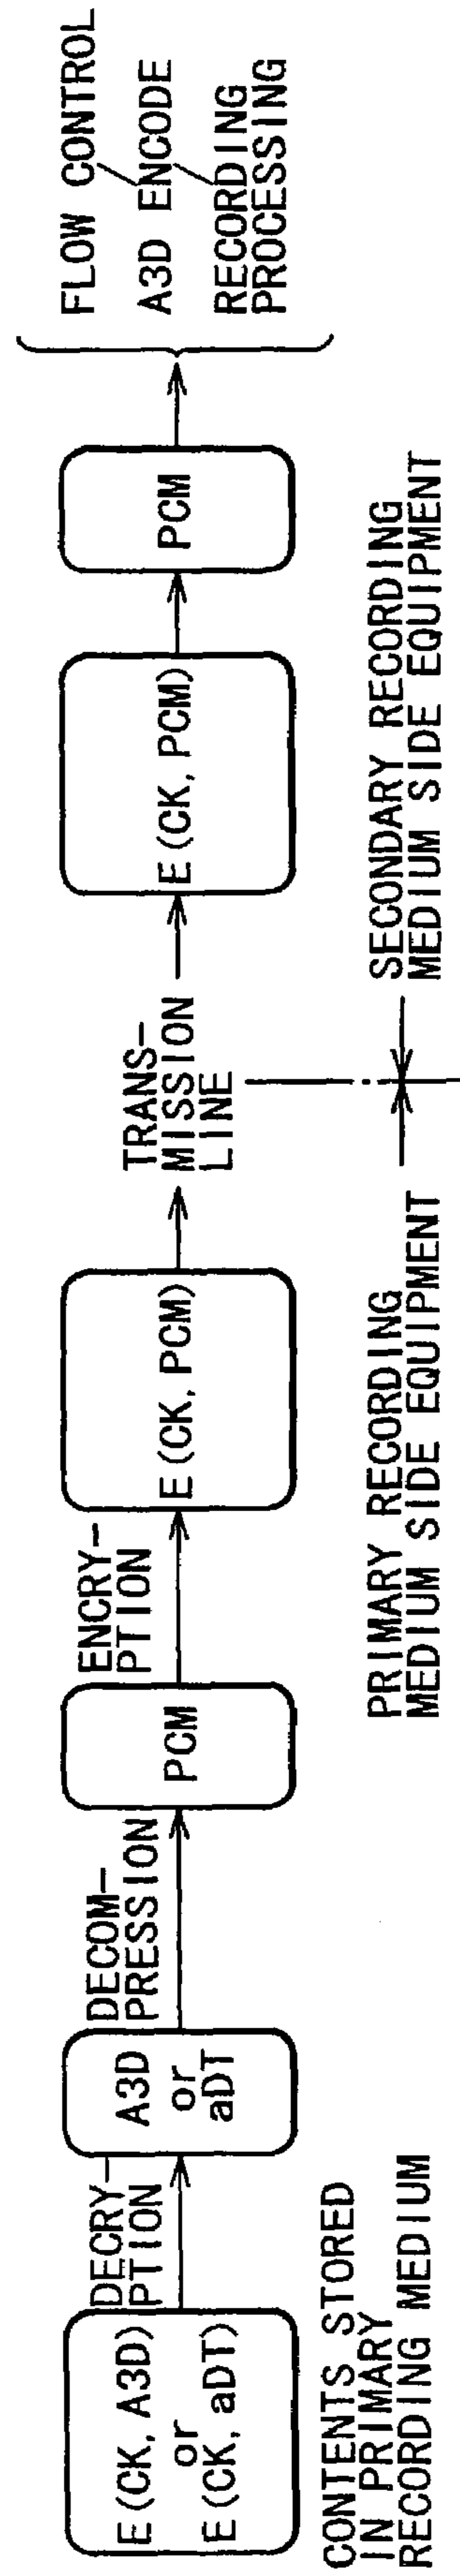 E(CK, A3D)
or
E(CK, aDT)
CONTENTS STORED
IN PRIMARY
RECORDING MEDIUM
DECRY-
PTION
A3D
or
aDT
DECOM-
PRESSION
PCM
ENCRY-
PTION
E(CK, PCM)
TRANS-
MISSION
LINE
PRIMARY RECORDING
MEDIUM SIDE EQUIPMENT
SECONDARY RECORDING
MEDIUM SIDE EQUIPMENT
E(CK, PCM)
PCM
FLOW CONTROL
A3D ENCODE
RECORDING
PROCESSING